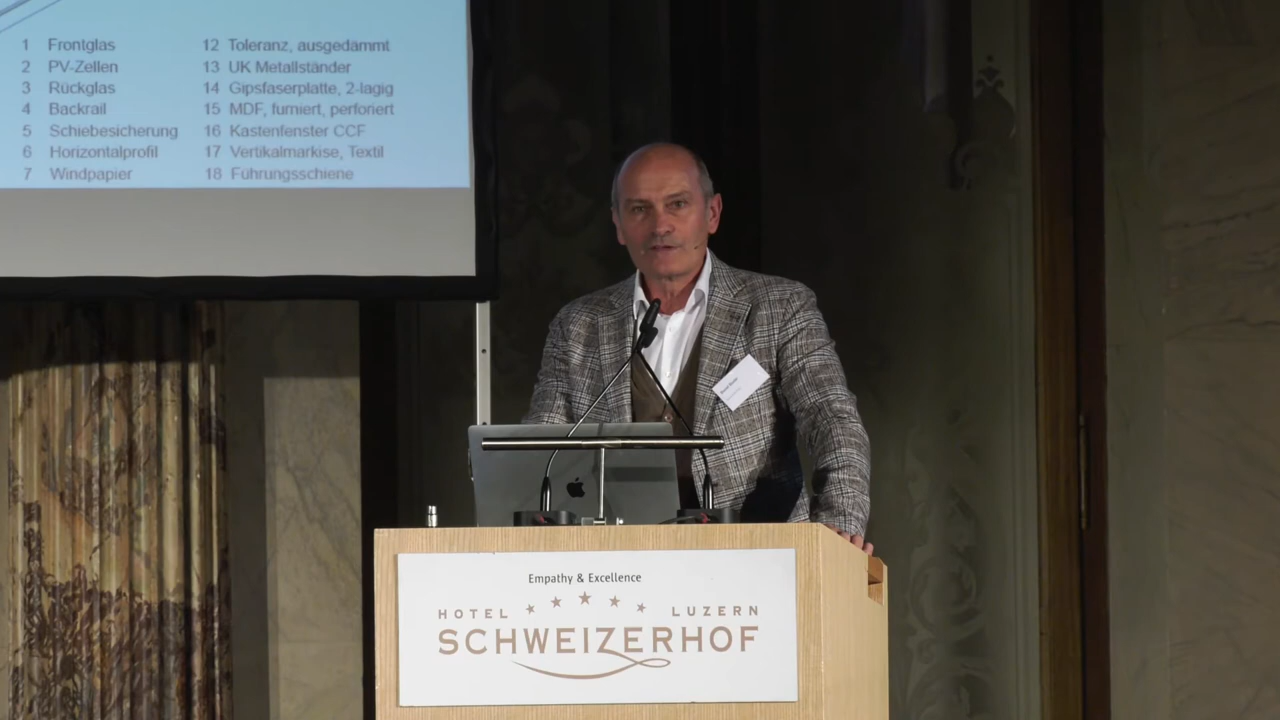 1 Frontglas
2 PV-Zellen
3 Rückglas
4 Backrail
5 Schiebesicherung
6 Horizontalprofil
7 Windpapier
12 Toleranz, ausgedämmt
13 UK Metallständer
14 Gipsfaserplatte, 2-lagig
15 MDF, furniert, perforiert
16 Kastenfenster CCF
17 Vertikalmarkise, Textil
18 Führungsschiene
Empathy & Excellence
HOTEL LUZERN
SCHWEIZERHOF